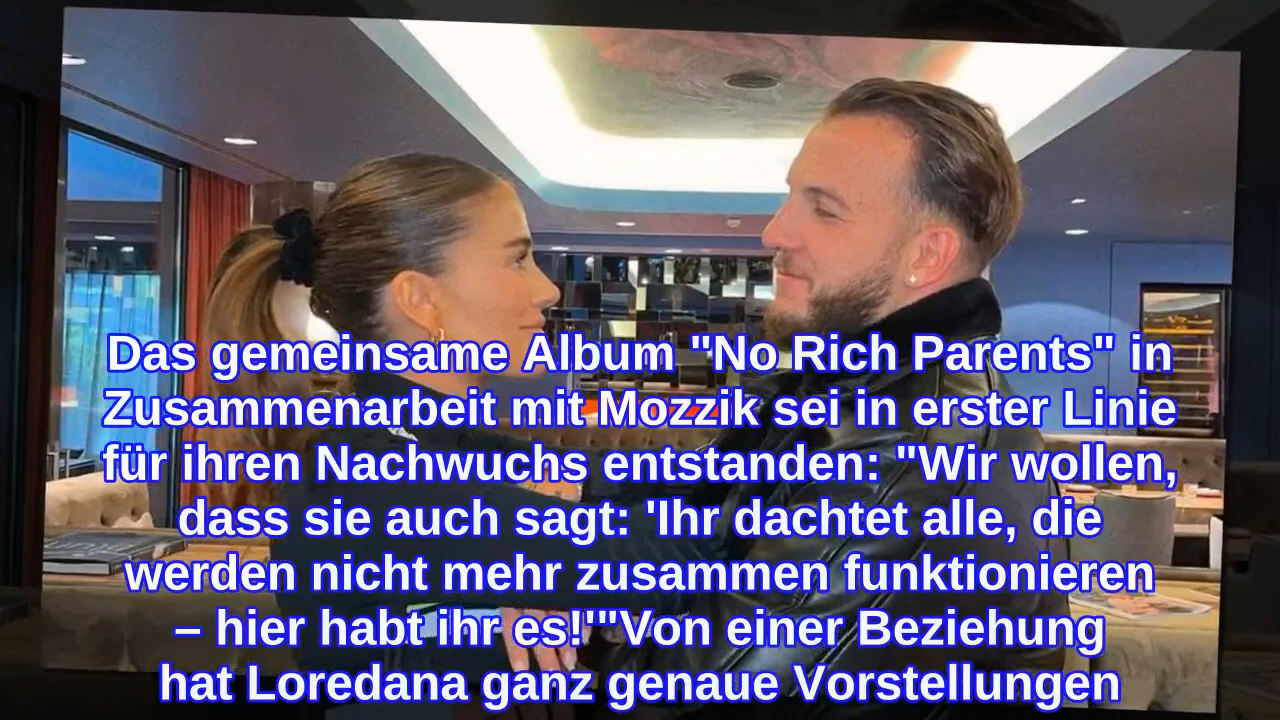 Das gemeinsame Album "No Rich Parents" in
Zusammenarbeit mit Mozzik sei in erster Linie
für ihren Nachwuchs entstanden: "Wir wollen,
dass sie auch sagt: 'Ihr dachtet alle, die
werden nicht mehr zusammen funktionieren
– hier habt ihr es!'"Von einer Beziehung
hat Loredana ganz genaue Vorstellungen